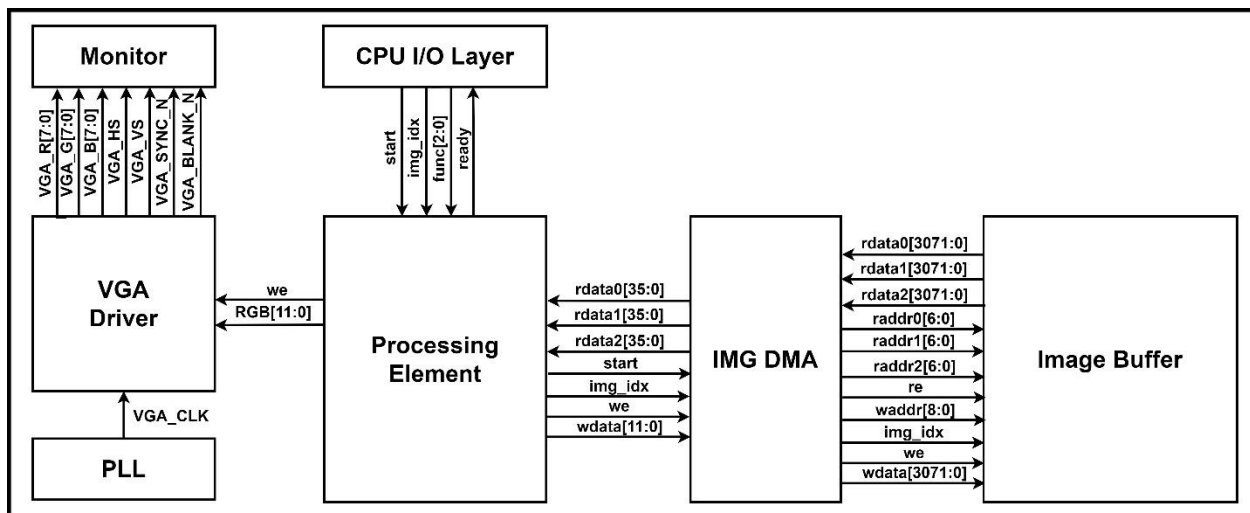 Monitor
CPU I/O Layer
VGA_R[7:0]
VGA_G[7:0]
VGA_B[7:0]
VGA_HS
VGA_VS
VGA_SYNC_N
VGA_BLANK_N
start
img_idx
func[2:0]
ready
VGA
Driver
we
RGB[11:0]
Processing
Element
rdata0[35:0]
rdata1[35:0]
rdata2[35:0]
start
img_idx
we
wdata[11:0]
IMG DMA
rdata0[3071:0]
rdata1[3071:0]
rdata2[3071:0]
raddr0[6:0]
raddr1[6:0]
raddr2[6:0]
re
waddr[8:0]
img_idx
we
wdata[3071:0]
Image Buffer
VGA_CLK
PLL